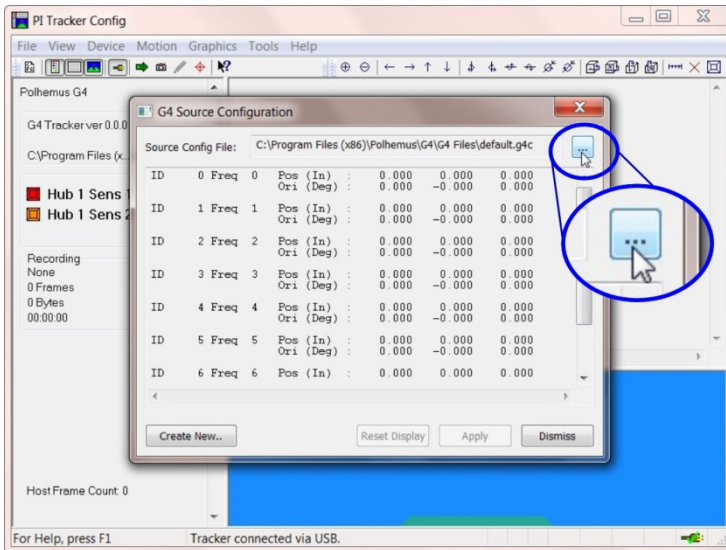 PI Tracker Config
File View Device Motion Graphics Tools Help
Polhemus G4
G4 Tracker ver 0.0.0
C:\Program Files (x...
Hub 1 Sens 1
Hub 1 Sens 2
Recording
None
0 Frames
0 Bytes
00:00:00
Host Frame Count: 0
G4 Source Configuration
Source Config File: C:\Program Files (x86)\Polhemus\G4\G4 Files\default.g4c ...
...
ID 0 Freq 0 Pos (In) : 0.000 0.000 0.000
Ori (Deg) : 0.000 -0.000 0.000
ID 1 Freq 1 Pos (In) : 0.000 0.000 0.000
Ori (Deg) : 0.000 -0.000 0.000
ID 2 Freq 2 Pos (In) : 0.000 0.000 0.000
Ori (Deg) : 0.000 -0.000 0.000
ID 3 Freq 3 Pos (In) : 0.000 0.000 0.000
Ori (Deg) : 0.000 -0.000 0.000
ID 4 Freq 4 Pos (In) : 0.000 0.000 0.000
Ori (Deg) : 0.000 -0.000 0.000
ID 5 Freq 5 Pos (In) : 0.000 0.000 0.000
Ori (Deg) : 0.000 -0.000 0.000
ID 6 Freq 6 Pos (In) : 0.000 0.000 0.000
Create New.. Reset Display Apply Dismiss
For Help, press F1 Tracker connected via USB.